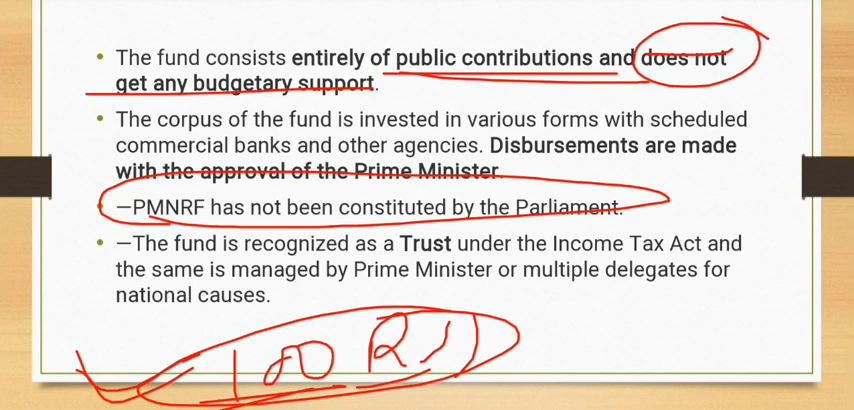 • The fund consists entirely of public contributions and does not
get any budgetary support.
• The corpus of the fund is invested in various forms with scheduled
commercial banks and other agencies. Disbursements are made
with the approval of the Prime Minister.
• —PMNRF has not been constituted by the Parliament.
• —The fund is recognized as a Trust under the Income Tax Act and
the same is managed by Prime Minister or multiple delegates for
national causes.
100 RS